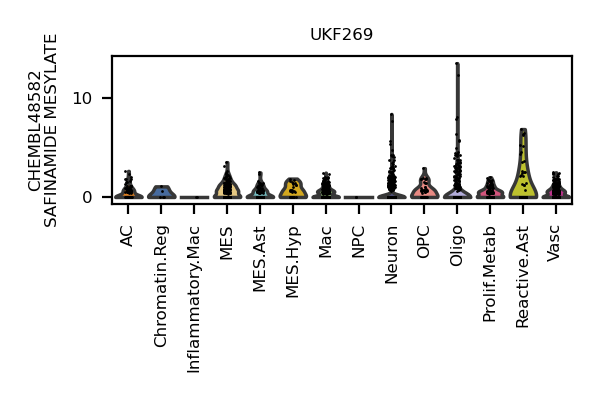 UKF269
CHEMBL48582
SAFINAMIDE MESYLATE
10
0
AC
Chromatin.Reg
Inflammatory.Mac
MES
MES.Ast
MES.Hyp
Mac
NPC
Neuron
OPC
Oligo
Prolif.Metab
Reactive.Ast
Vasc